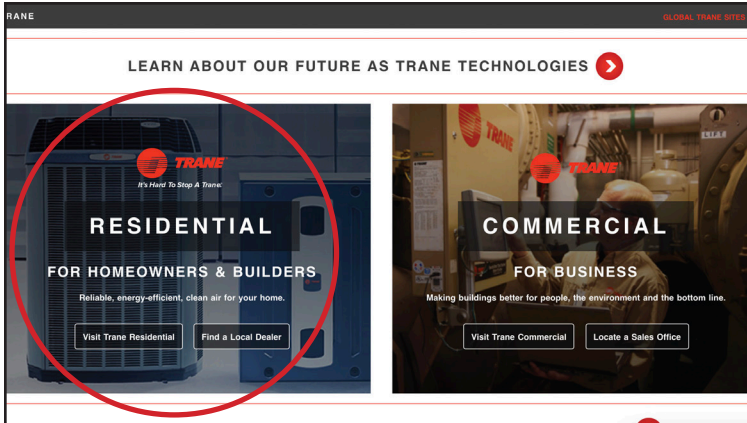 RANE
GLOBAL TRANE SITES
LEARN ABOUT OUR FUTURE AS TRANE TECHNOLOGIES
TRANE
It's Hard To Stop A Trane.
RESIDENTIAL
FOR HOMEOWNERS & BUILDERS
Reliable, energy-efficient, clean air for your home.
Visit Trane Residential
Find a Local Dealer
TRANE
TRANE
COMMERCIAL
FOR BUSINESS
Making buildings better for people, the environment and the bottom line.
Visit Trane Commercial
Locate a Sales Office